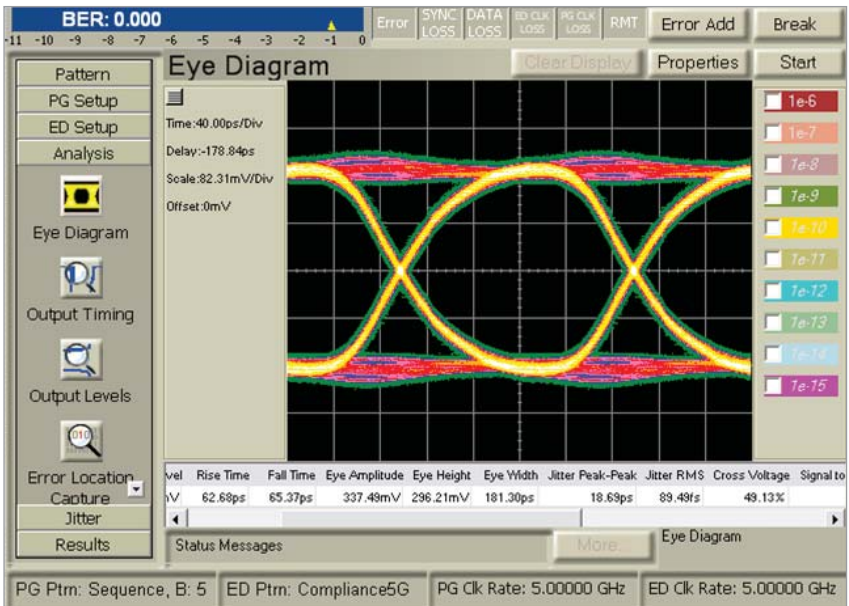 BER: 0.000
-11 -10 -9 -8 -7 -6 -5 -4 -3 -2 -1 0
Error
SYNC LOSS
DATA LOSS
ED CLK LOSS
PG CLK LOSS
RMT
Error Add
Break
Eye Diagram
Clear Display
Properties
Start
Pattern
PG Setup
ED Setup
Analysis
Eye Diagram
Output Timing
Output Levels
010
Error Location
Capture
Jitter
Results
Time:40.00ps/Div
Delay:-178.84ps
Scale:82.31mV/Div
Offset:0mV
1e-6
1e-7
1e-8
1e-9
1e-10
1e-11
1e-12
1e-13
1e-14
1e-15
vel Rise Time Fall Time Eye Amplitude Eye Height Eye Width Jitter Peak-Peak Jitter RMS Cross Voltage Signal to
V 62.68ps 65.37ps 337.49mV 296.21mV 181.30ps 18.69ps 89.49fs 49.13%
Status Messages
More...
Eye Diagram
PG Ptrn: Sequence, B: 5
ED Ptrn: Compliance5G
PG Clk Rate: 5.00000 GHz
ED Clk Rate: 5.00000 GHz